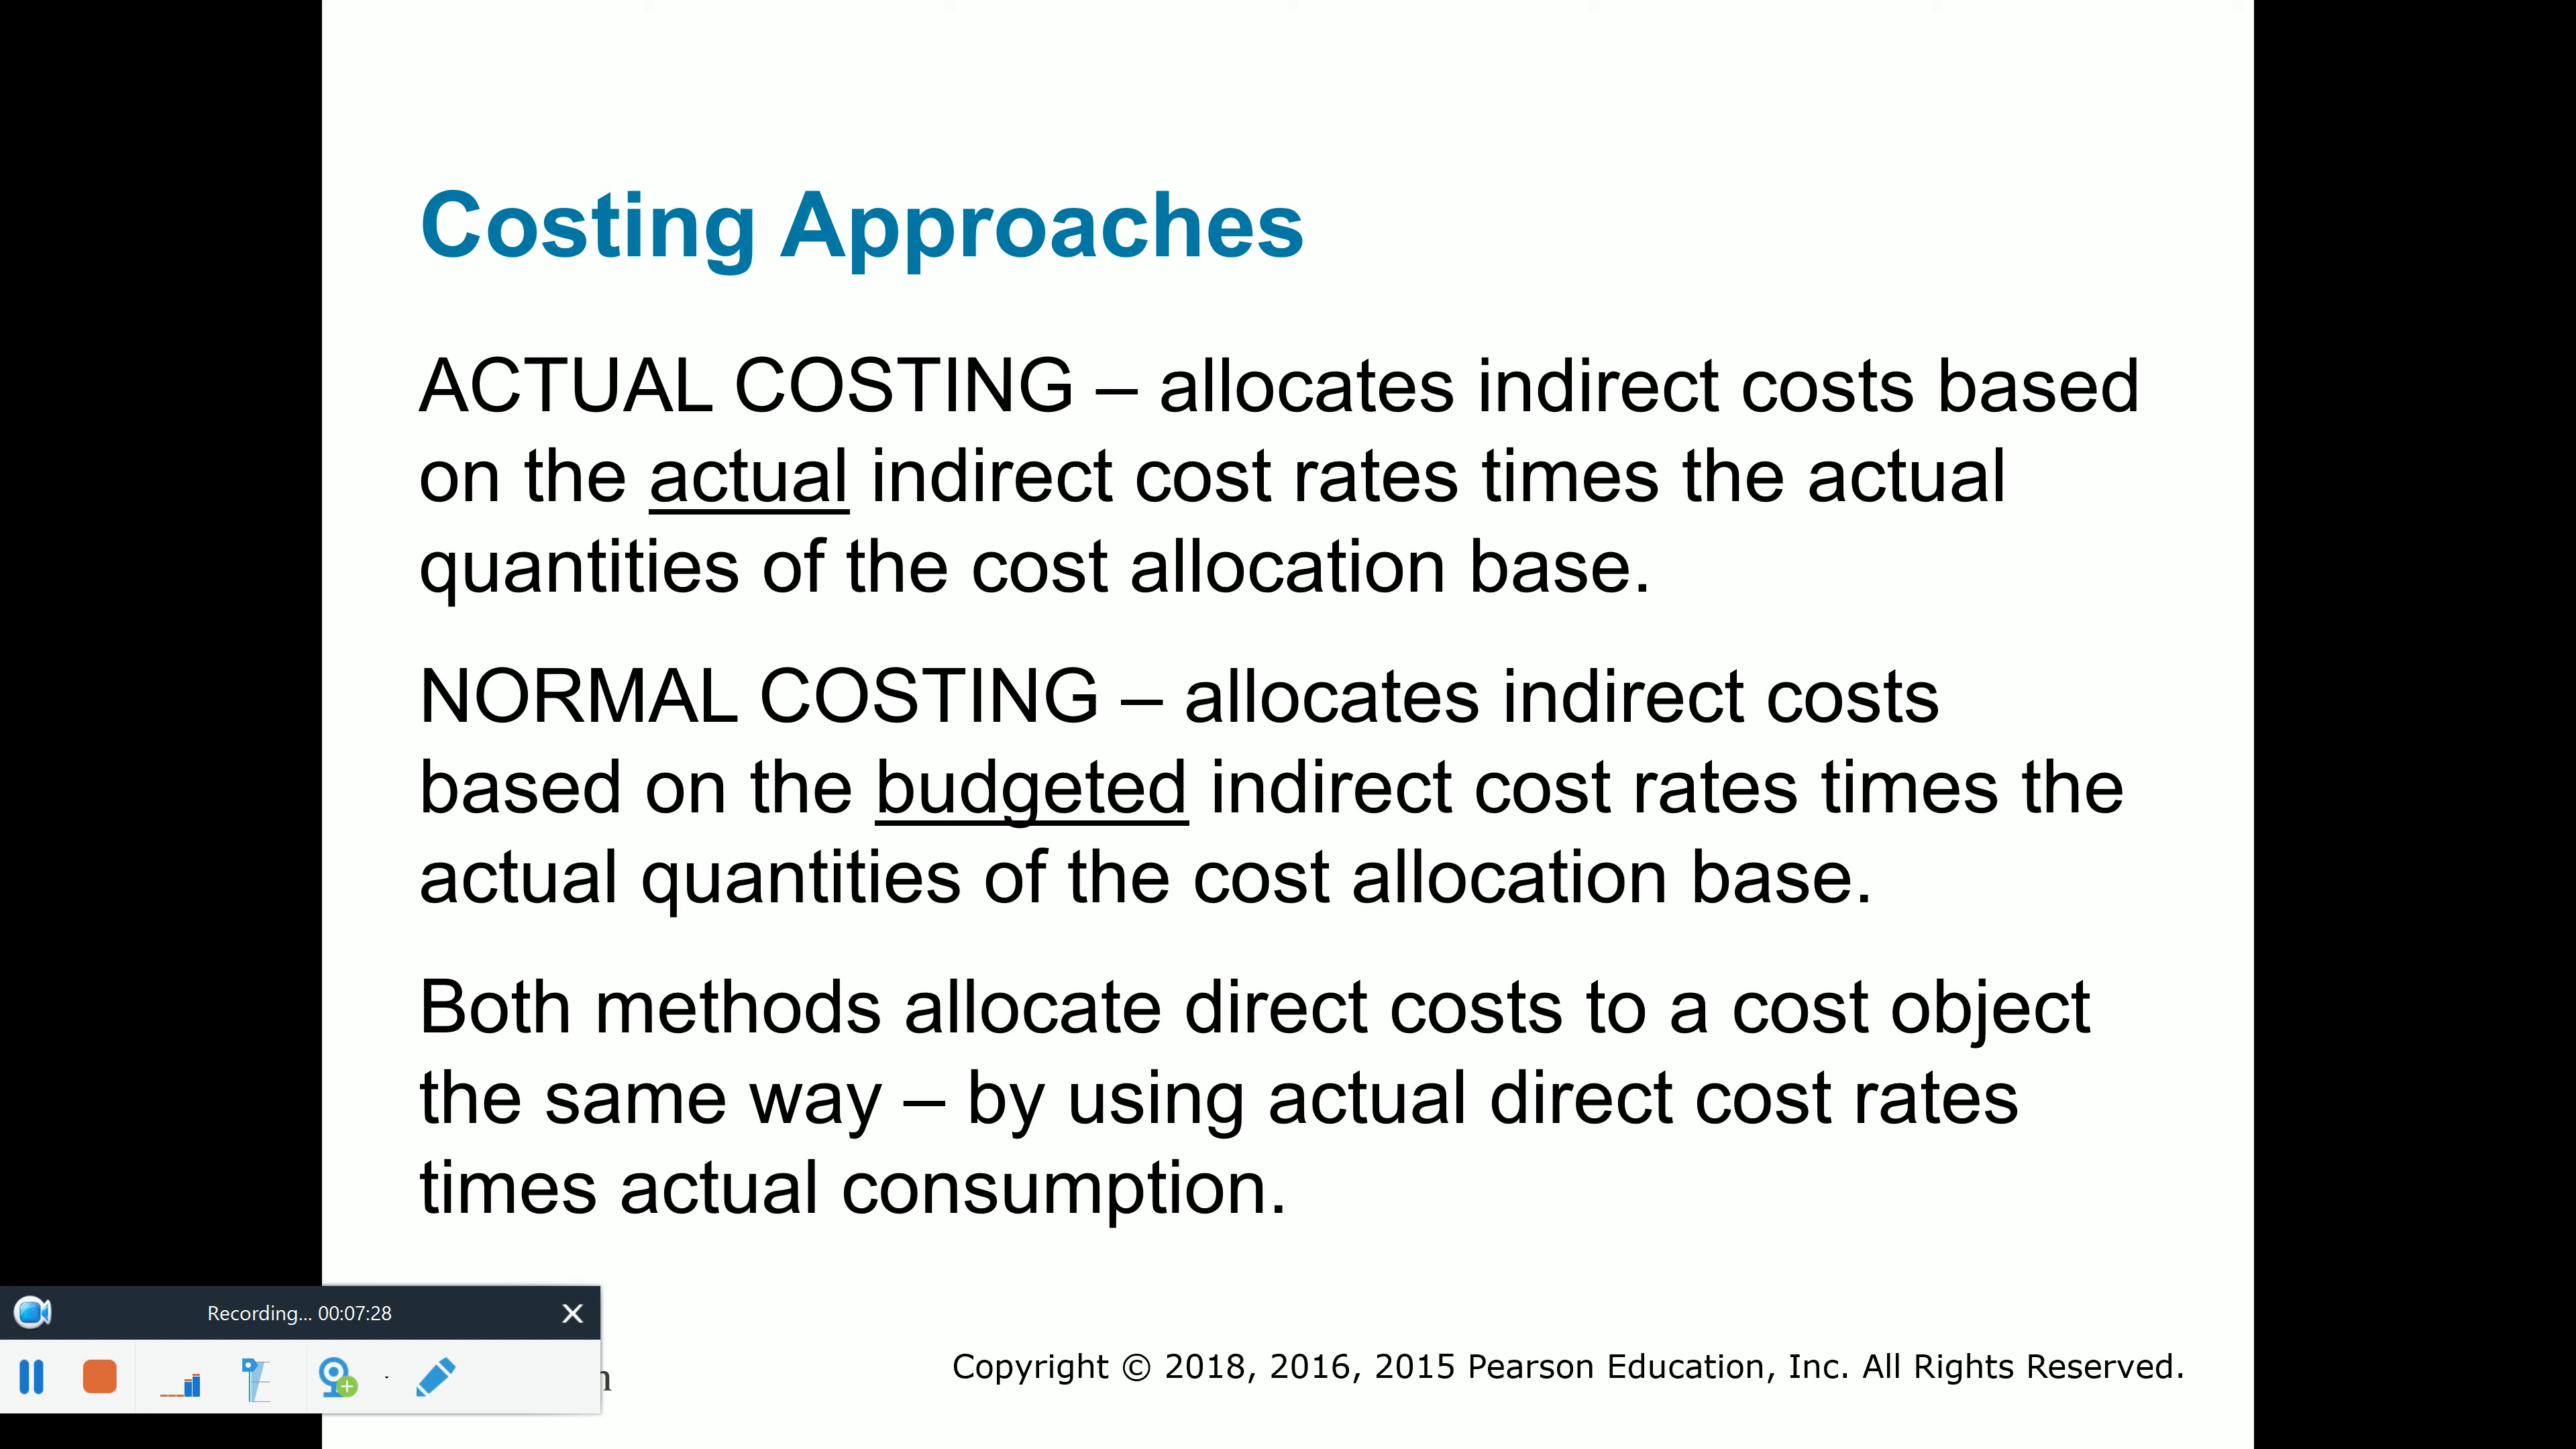 Costing Approaches
ACTUAL COSTING – allocates indirect costs based
on the actual indirect cost rates times the actual
quantities of the cost allocation base.
NORMAL COSTING – allocates indirect costs
based on the budgeted indirect cost rates times the
actual quantities of the cost allocation base.
Both methods allocate direct costs to a cost object
the same way – by using actual direct cost rates
times actual consumption.
Recording... 00:07:28
Copyright © 2018, 2016, 2015 Pearson Education, Inc. All Rights Reserved.